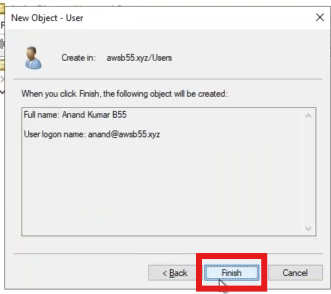 New Object - User
Create in: awsb55.xyz/Users
When you click Finish, the following object will be created:
Full name: Anand Kumar B55
User logon name: anand@awsb55.xyz
< Back Finish Cancel